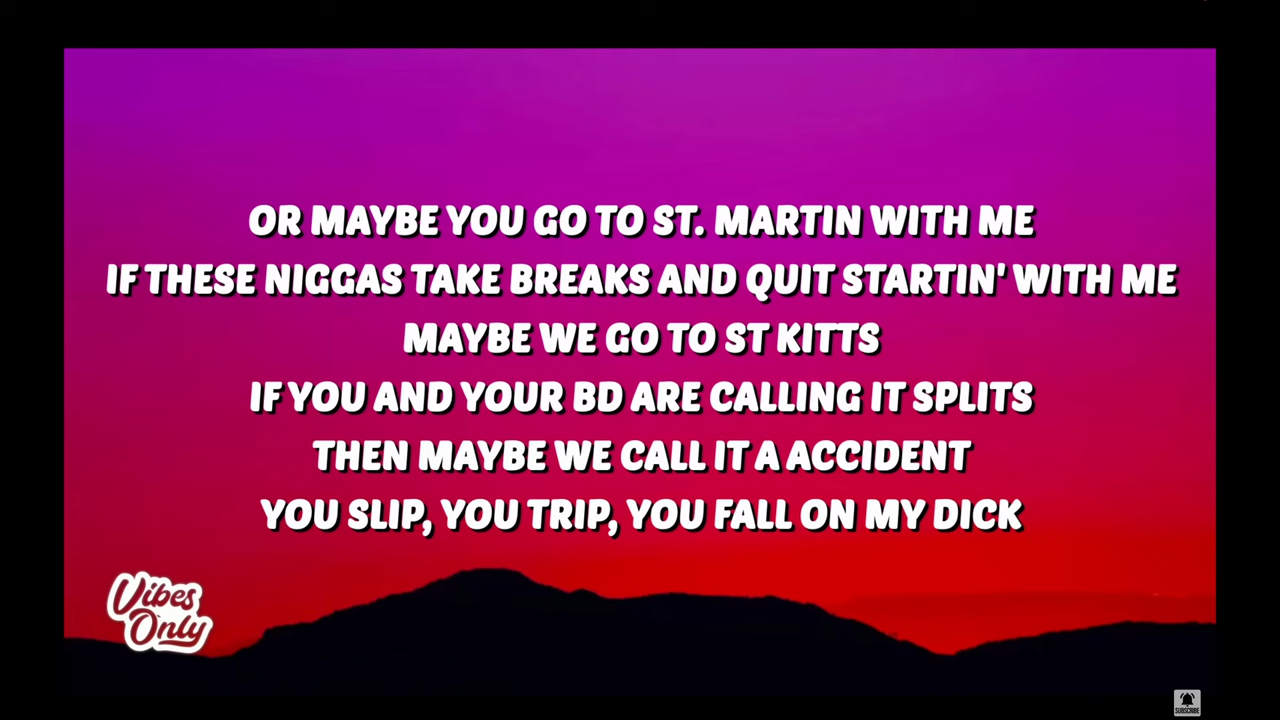 OR MAYBE YOU GO TO ST. MARTIN WITH ME
IF THESE NIGGAS TAKE BREAKS AND QUIT STARTIN' WITH ME
MAYBE WE GO TO ST KITTS
IF YOU AND YOUR BD ARE CALLING IT SPLITS
THEN MAYBE WE CALL IT A ACCIDENT
YOU SLIP, YOU TRIP, YOU FALL ON MY DICK
Vibes
Only
SUBSCRIBE